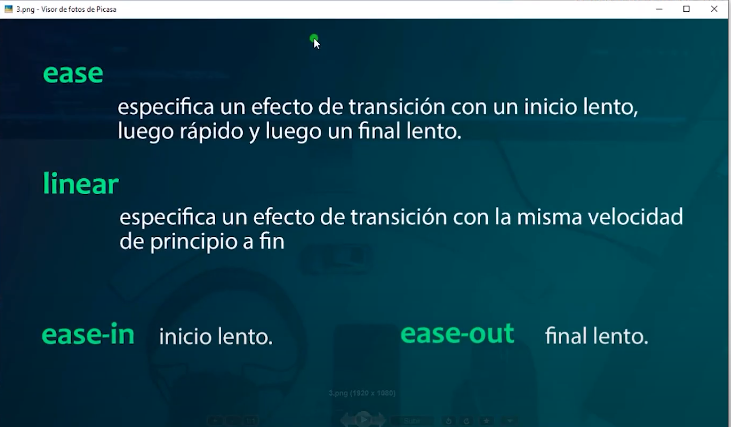 3.png - Visor de fotos de Picasa
ease
especifica un efecto de transición con un inicio lento,
luego rápido y luego un final lento.
linear
especifica un efecto de transición con la misma velocidad
de principio a fin
ease-in inicio lento. ease-out final lento.
3.png (1920 x 1080)